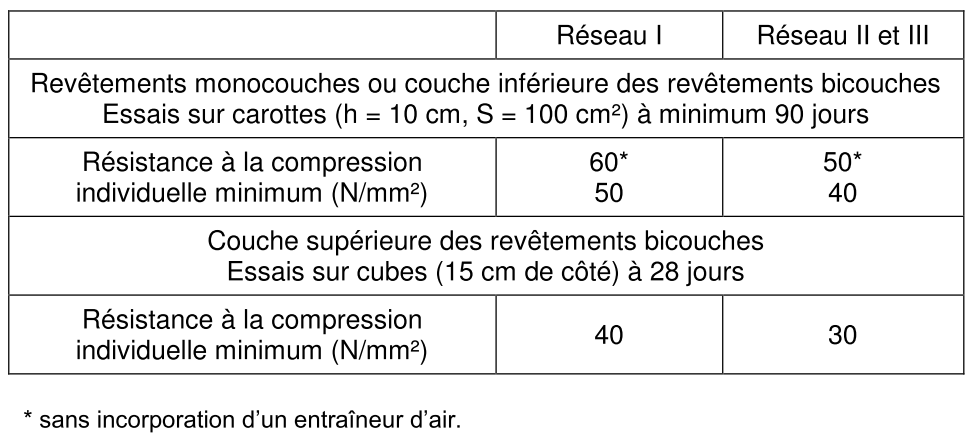 Réseau I Réseau II et III
Revêtements monocouches ou couche inférieure des revêtements bicouches
Essais sur carottes (h = 10 cm, S = 100 cm²) à minimum 90 jours
Résistance à la compression 60* 50*
individuelle minimum (N/mm²) 50 40
Couche supérieure des revêtements bicouches
Essais sur cubes (15 cm de côté) à 28 jours
Résistance à la compression
individuelle minimum (N/mm²) 40 30
* sans incorporation d'un entraîneur d'air.